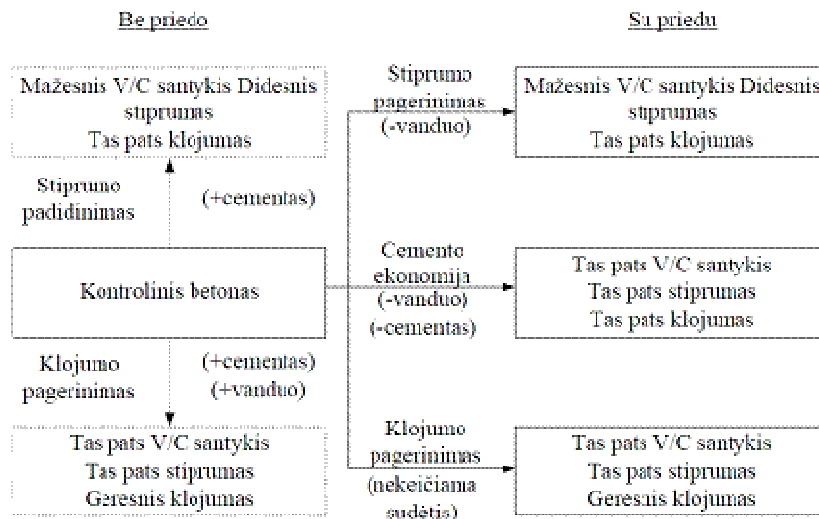 Be priedo
Su priedu
Mažesnis V/C santykis Didesnis
stiprumas
Tas pats klojumas
Stiprumo
pagerinimas
(-vanduo)
Mažesnis V/C santykis Didesnis
stiprumas
Tas pats klojumas
Stiprumo
padidinimas
(+cementas)
Kontrolinis betonas
Cemento
ekonomija
(-vanduo)
(-cementas)
Tas pats V/C santykis
Tas pats stiprumas
Tas pats klojumas
Klojumo
pagerinimas
(+cementas)
(+vanduo)
Tas pats V/C santykis
Tas pats stiprumas
Geresnis klojumas
Klojumo
pagerinimas
(nekeičiama
sudėtis)
Tas pats V/C santykis
Tas pats stiprumas
Geresnis klojumas